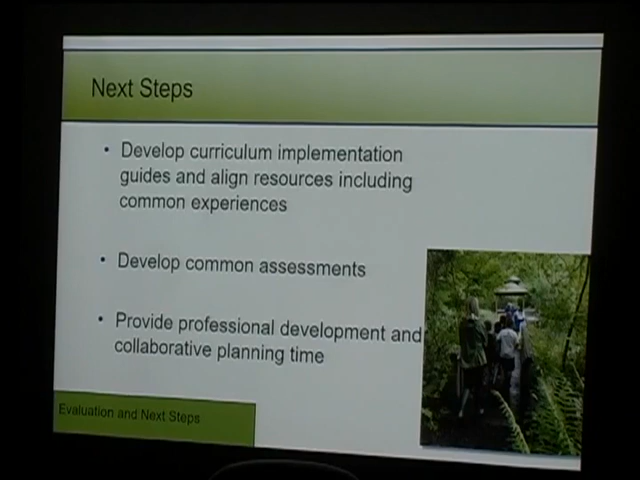 Next Steps
• Develop curriculum implementation
guides and align resources including
common experiences
• Develop common assessments
• Provide professional development and
collaborative planning time
Evaluation and Next Steps